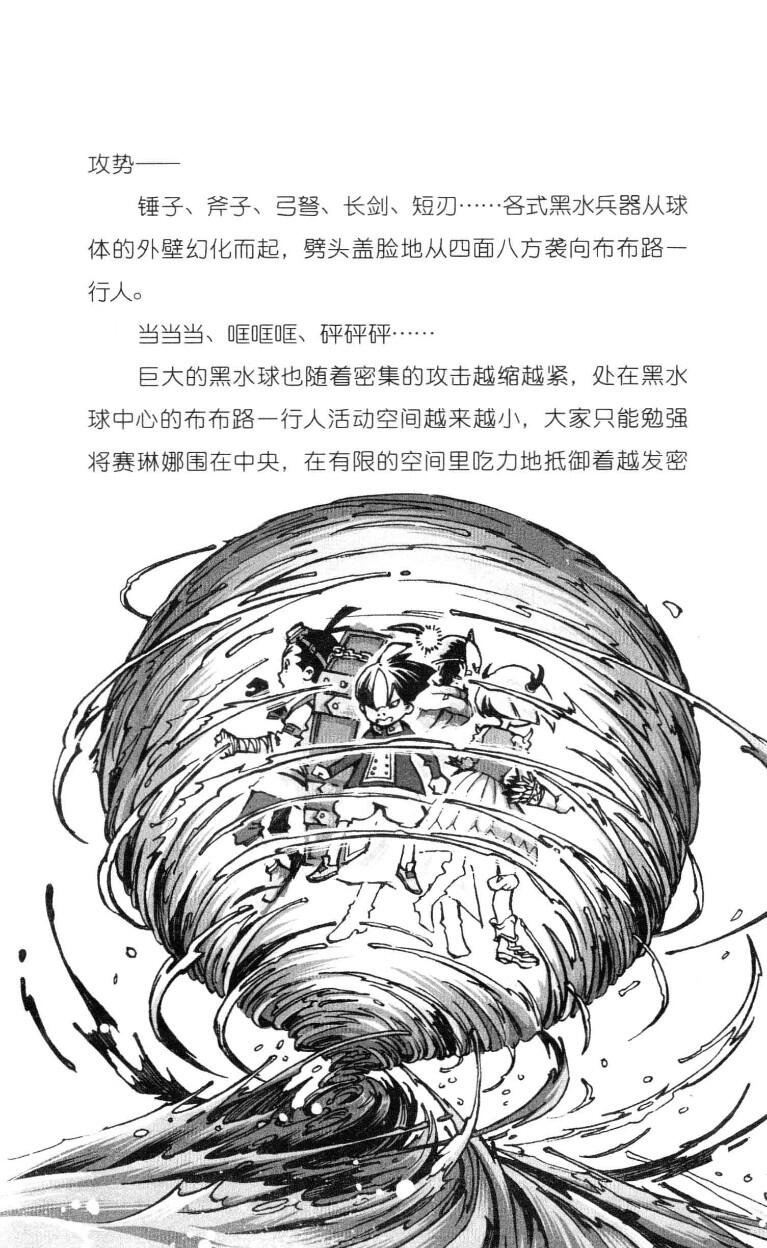 攻势——
锤子、斧子、弓弩、长剑、短刃……各式黑水兵器从球
体的外壁幻化而起，劈头盖脸地从四面八方袭向布布路一
行人。
当当当、哐哐哐、砰砰砰……
巨大的黑水球也随着密集的攻击越缩越紧，处在黑水
球中心的布布路一行人活动空间越来越小，大家只能勉强
将赛琳娜围在中央，在有限的空间里吃力地抵御着越发密